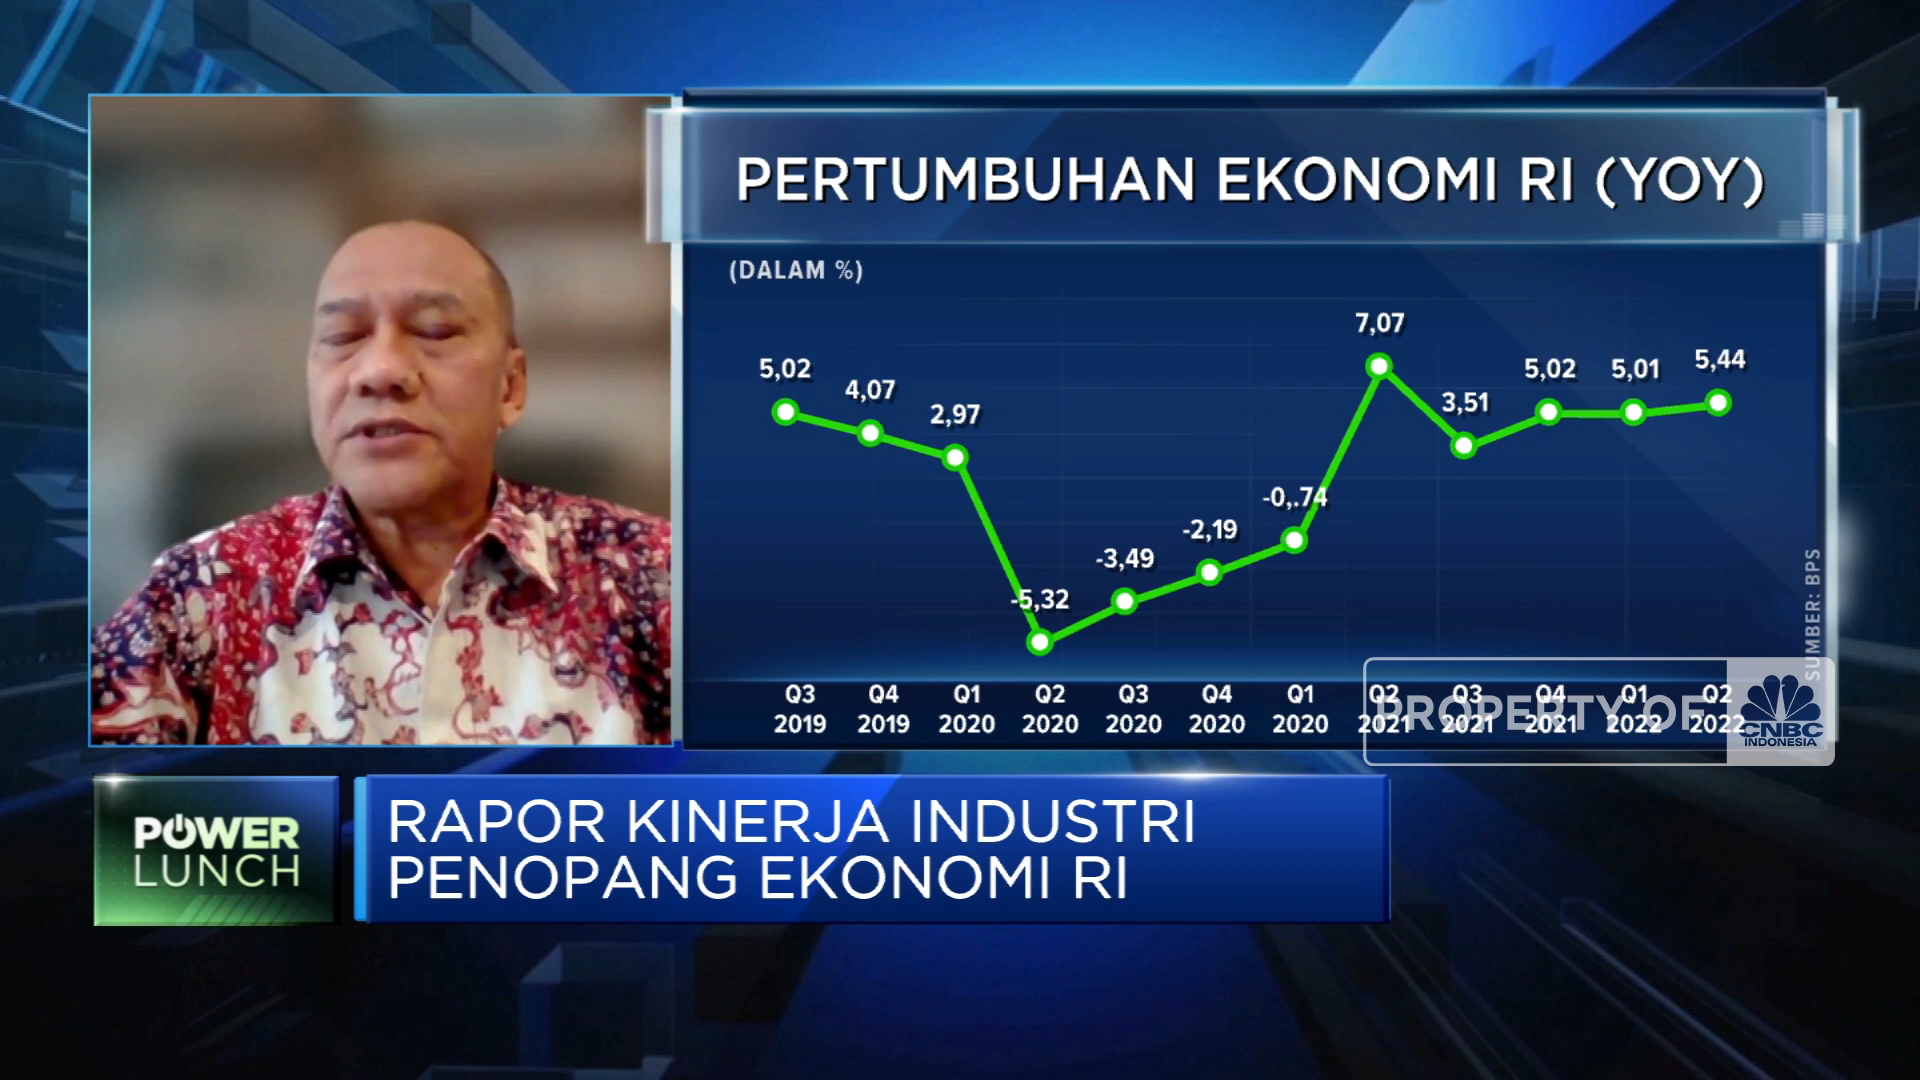 PERTUMBUHAN EKONOMI RI (YOY)
(DALAM %)
5,02
4,07
2,97
-5,32
-3,49
-2,19
-0,.74
7,07
3,51
5,02
5,01
5,44
Q3 Q4 Q1 Q2 Q3 Q4 Q1 Q2 Q3 Q4 Q1 Q2
2019 2019 2020 2020 2020 2020 2020 2021 2021 2021 2022 2022
SUMBER: BPS
PROPERTY OF
CNBC
INDONESIA
POWER
LUNCH
RAPOR KINERJA INDUSTRI
PENOPANG EKONOMI RI